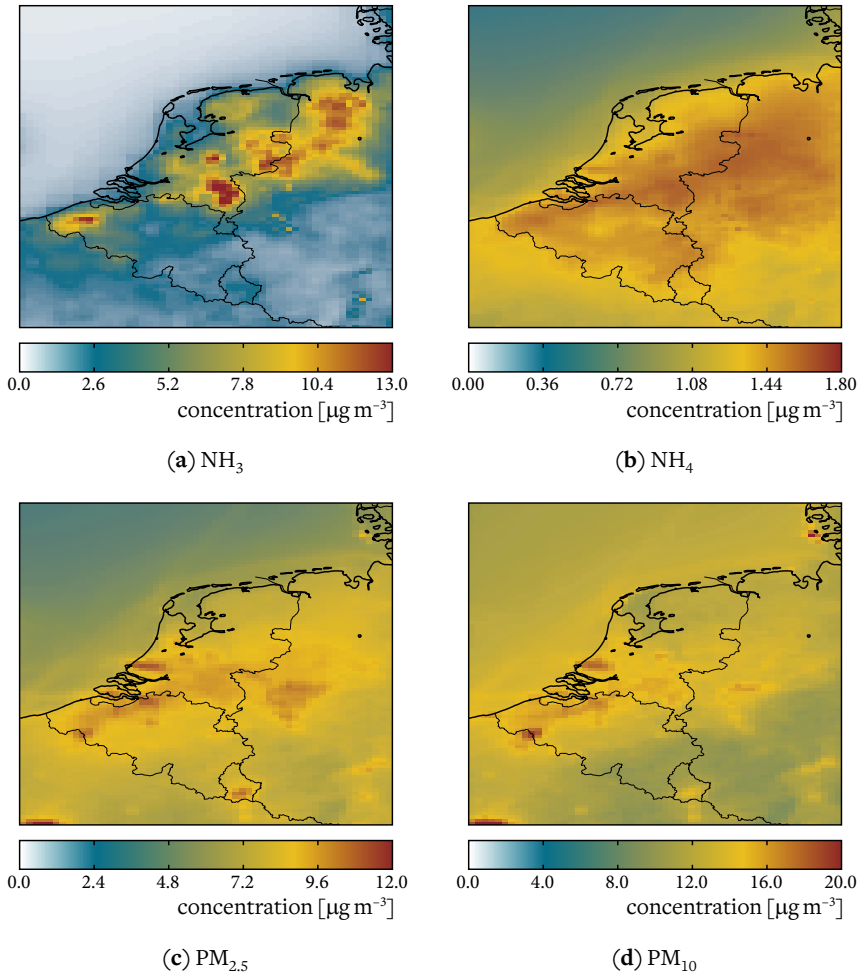 0.0 2.6 5.2 7.8 10.4 13.0
concentration [µg m⁻³]
(a) NH₃
0.00 0.36 0.72 1.08 1.44 1.80
concentration [µg m⁻³]
(b) NH₄
0.0 2.4 4.8 7.2 9.6 12.0
concentration [µg m⁻³]
(c) PM₂.₅
0.0 4.0 8.0 12.0 16.0 20.0
concentration [µg m⁻³]
(d) PM₁₀